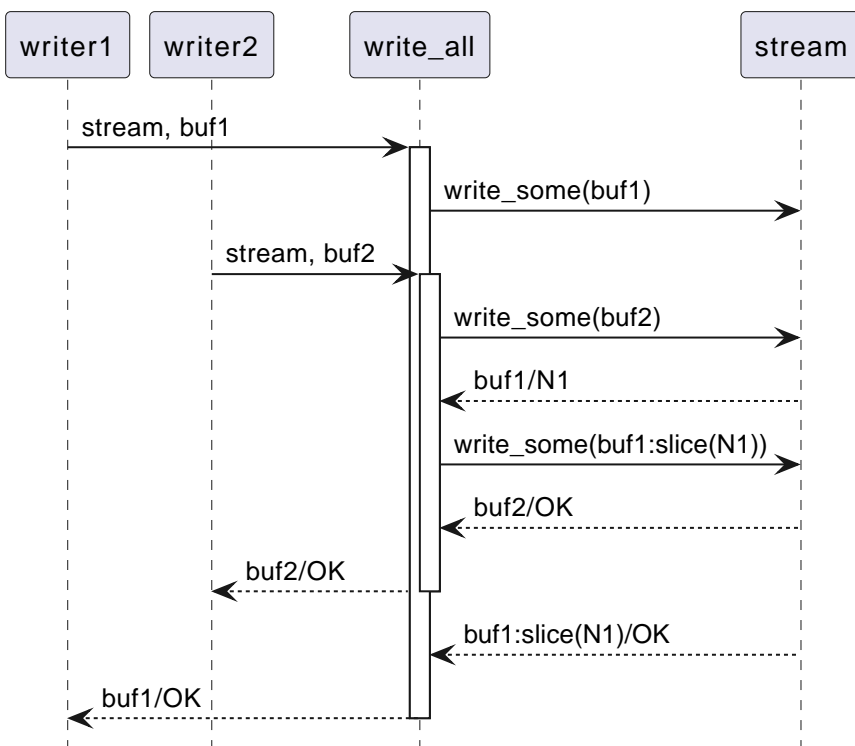 writer1 writer2 write_all stream
stream, buf1
write_some(buf1)
stream, buf2
write_some(buf2)
buf1/N1
write_some(buf1:slice(N1))
buf2/OK
buf2/OK
buf1:slice(N1)/OK
buf1/OK